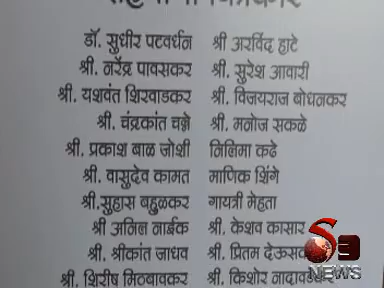 डॉ. सुधीर पटवर्धन श्री अरविंद हाटे
श्री. नरेंद्र पावसकर श्री. सुरेश आवारी
श्री. यशवंत शिरवाडकर श्री. विजयराज बोधनकर
श्री. चंद्रकांत चन्ने श्री. मनोज सकळे
श्री. प्रकाश बाळ जोशी निलिमा कढे
श्री. वासुदेव कामत माणिक शिंगे
श्री.सुहास बहुळकर गायत्री मेहता
श्री अनिल नाईक श्री. केशव कासार
श्री. श्रीकांत जाधव श्री. प्रितम
श्री. शिरीष मिठबावकर श्री. किशोर
S3
NEWS